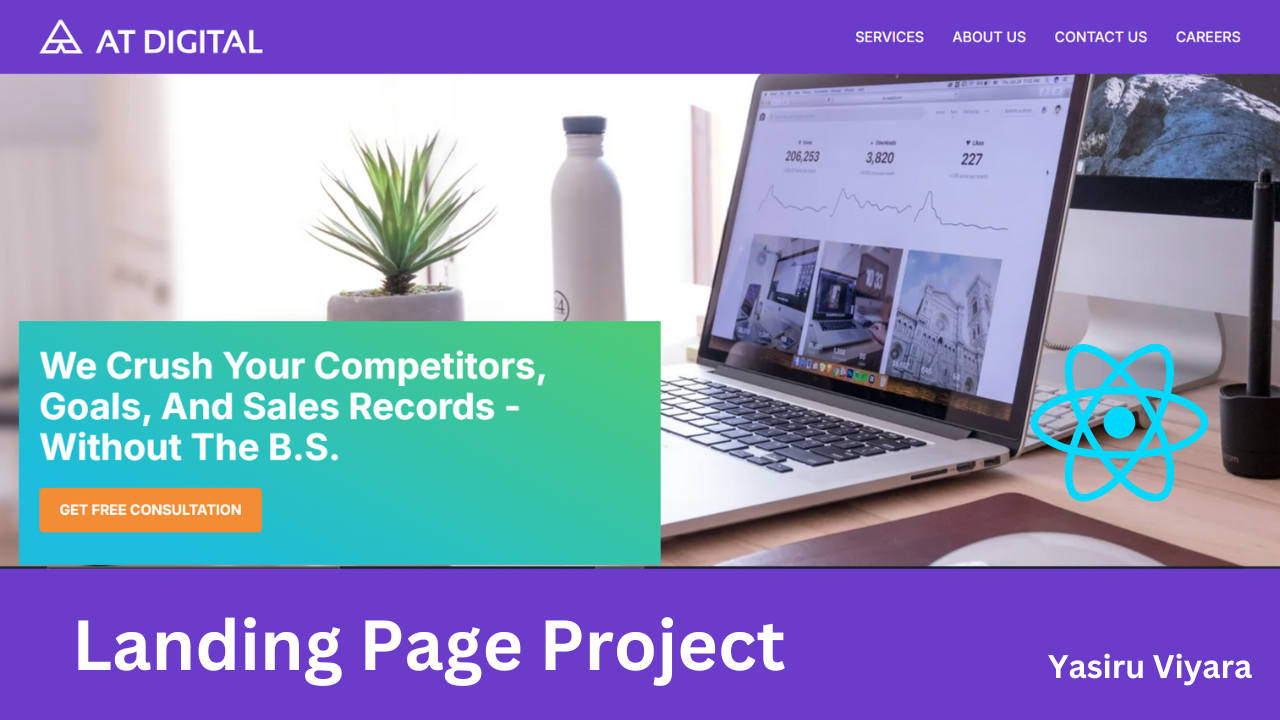 AT DIGITAL
SERVICES ABOUT US CONTACT US CAREERS
206,253 3,820 227
24
We Crush Your Competitors,
Goals, And Sales Records -
Without The B.S.
GET FREE CONSULTATION
Landing Page Project
Yasiru Viyara